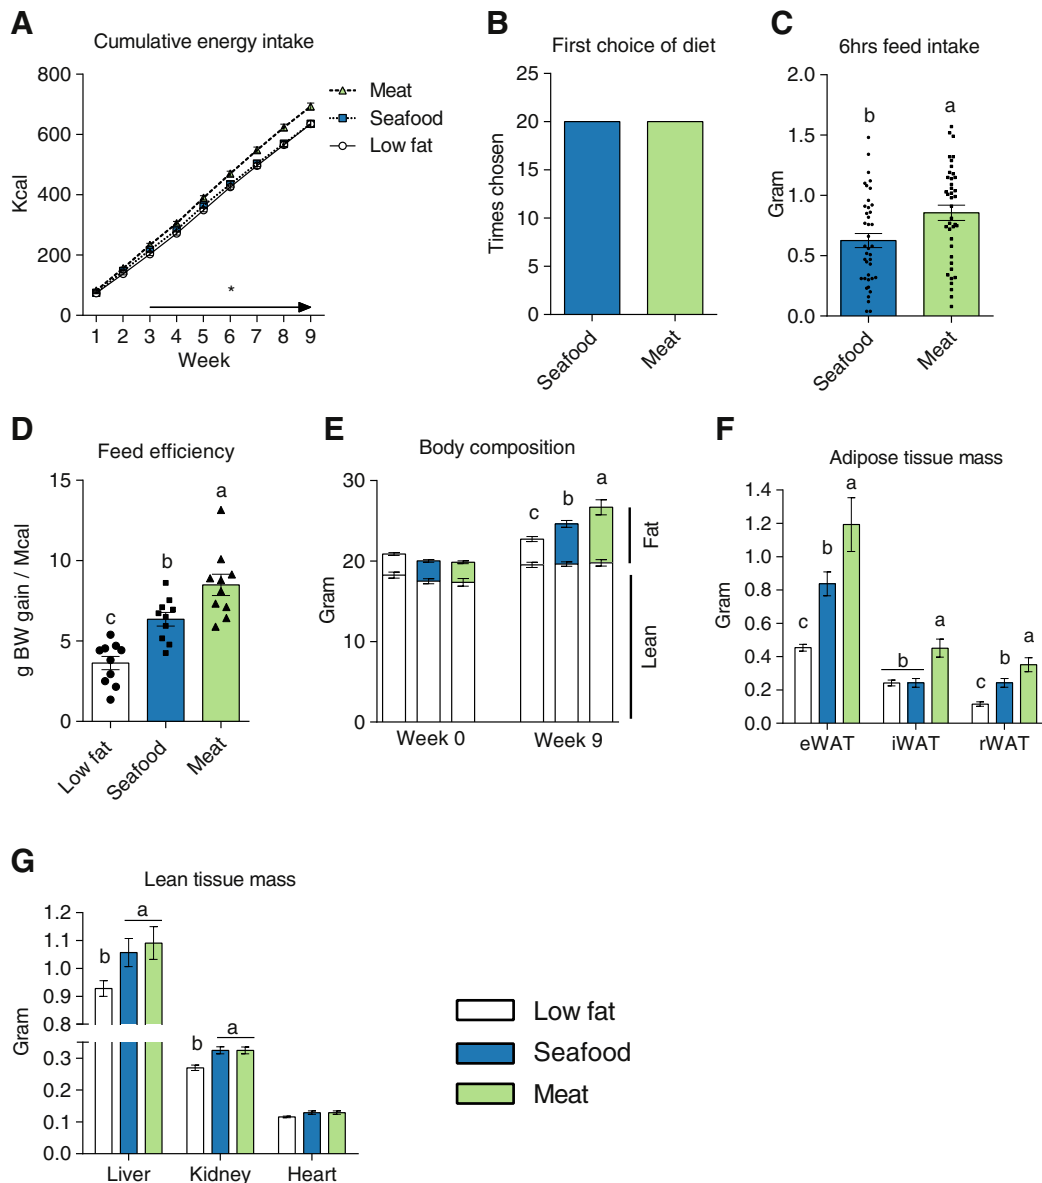 A
Cumulative energy intake
800
600
400
200
0
Kcal
Meat
Seafood
Low fat
*
1 2 3 4 5 6 7 8 9
Week
B
First choice of diet
25
20
15
10
5
0
Times chosen
Seafood
Meat
C
6hrs feed intake
2.0
1.5
1.0
0.5
0.0
Gram
b
a
Seafood
Meat
D
Feed efficiency
15
10
5
0
g BW gain / Mcal
c
b
a
Low fat
Seafood
Meat
E
Body composition
30
20
10
0
Gram
c
b
a
Fat
Lean
Week 0
Week 9
F
Adipose tissue mass
1.4
1.2
1.0
0.8
0.6
0.4
0.2
0.0
Gram
c
b
a
b
a
c
b
a
eWAT
iWAT
rWAT
G
Lean tissue mass
1.2
1.1
1.0
0.9
0.8
0.3
0.2
0.1
0.0
Gram
b
a
b
a
Liver
Kidney
Heart
Low fat
Seafood
Meat